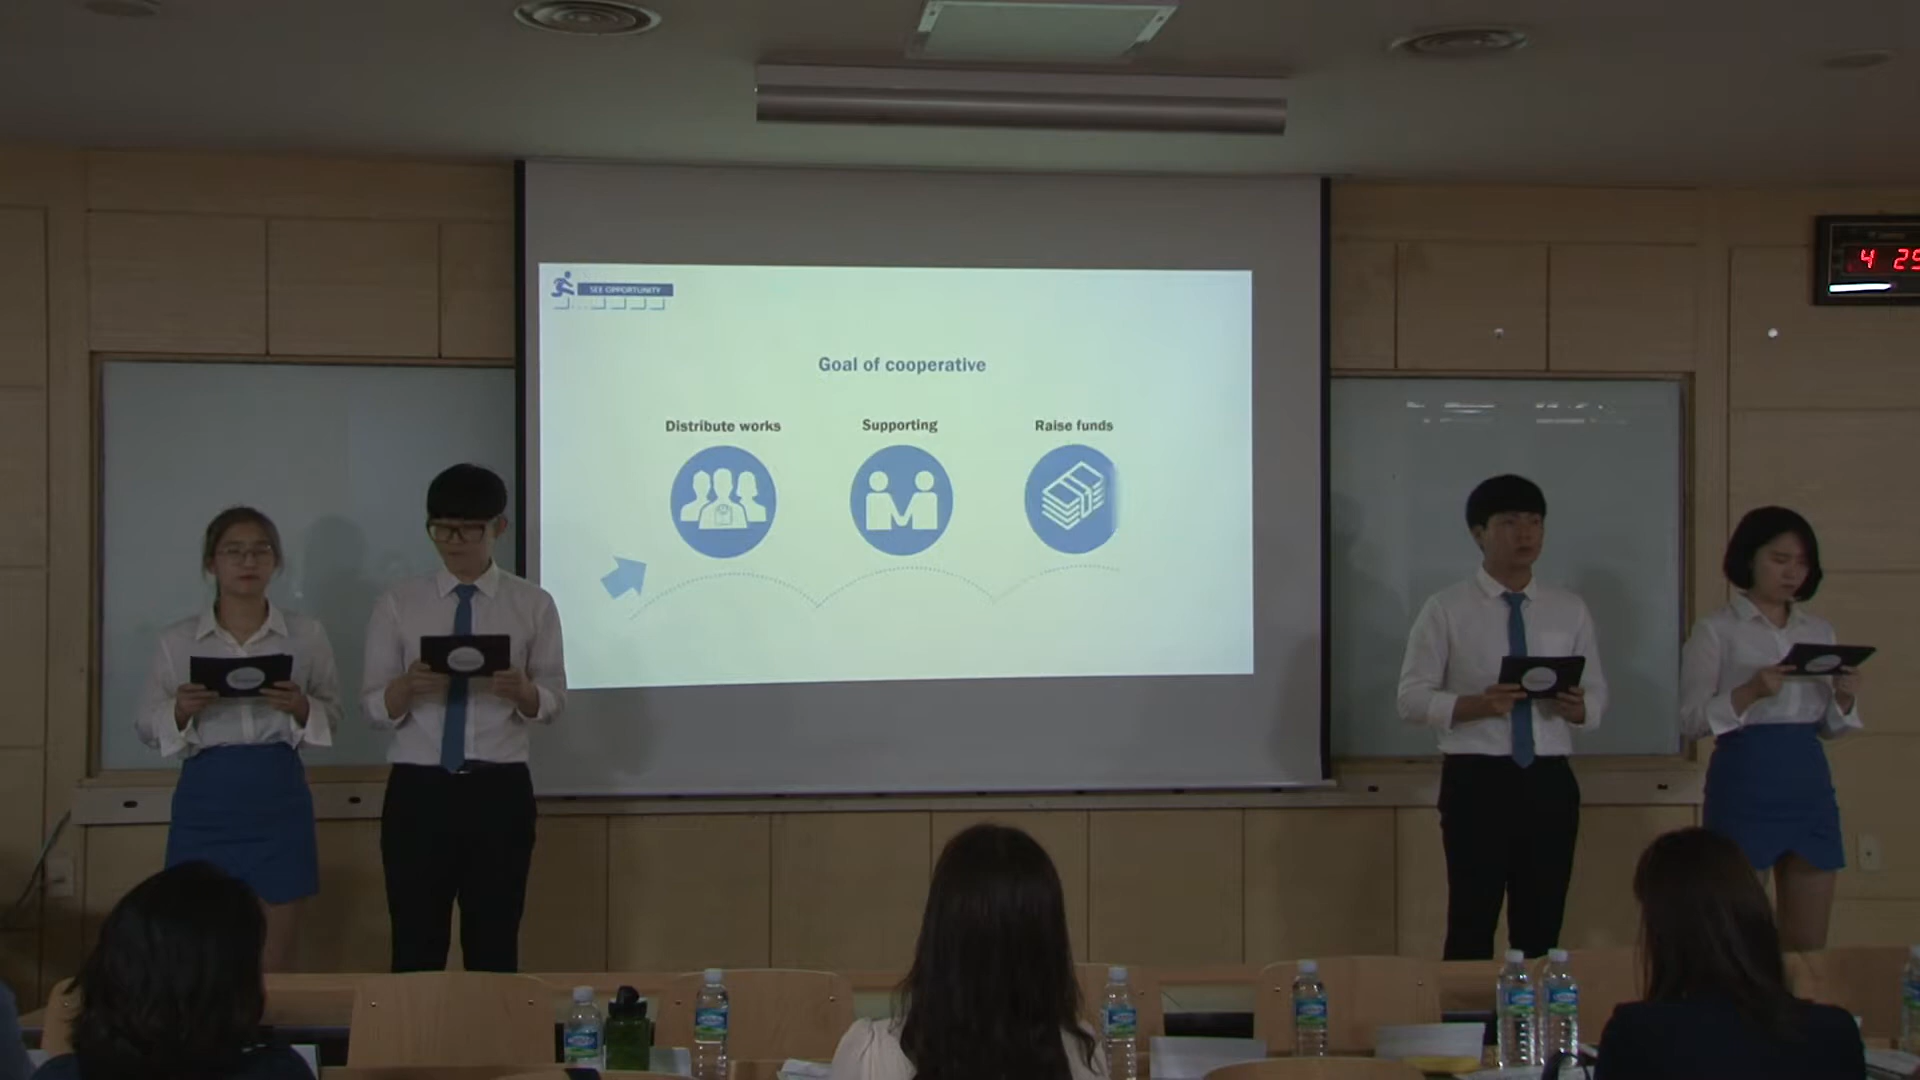 SEE OPPORTUNITY
Goal of cooperative
Distribute works
Supporting
Raise funds
4 25